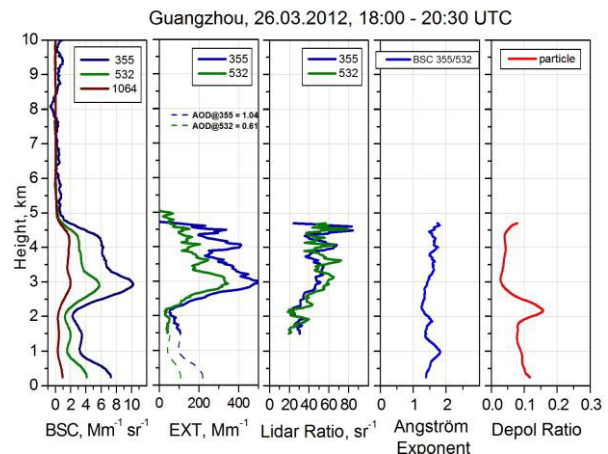 Guangzhou, 26.03.2012, 18:00 - 20:30 UTC
355
532
1064
355
532
AOD@355 = 1.04
AOD@532 = 0.61
355
532
BSC 355/532
particle
Height, km
10
9
8
7
6
5
4
3
2
1
0
0 2 4 6 8 10
0 200 400
20 40 60 80
0 1 2 3
0.0 0.1 0.2 0.3
BSC, Mm⁻¹ sr⁻¹
EXT, Mm⁻¹
Lidar Ratio, sr⁻¹
Angström Exponent
Depol Ratio